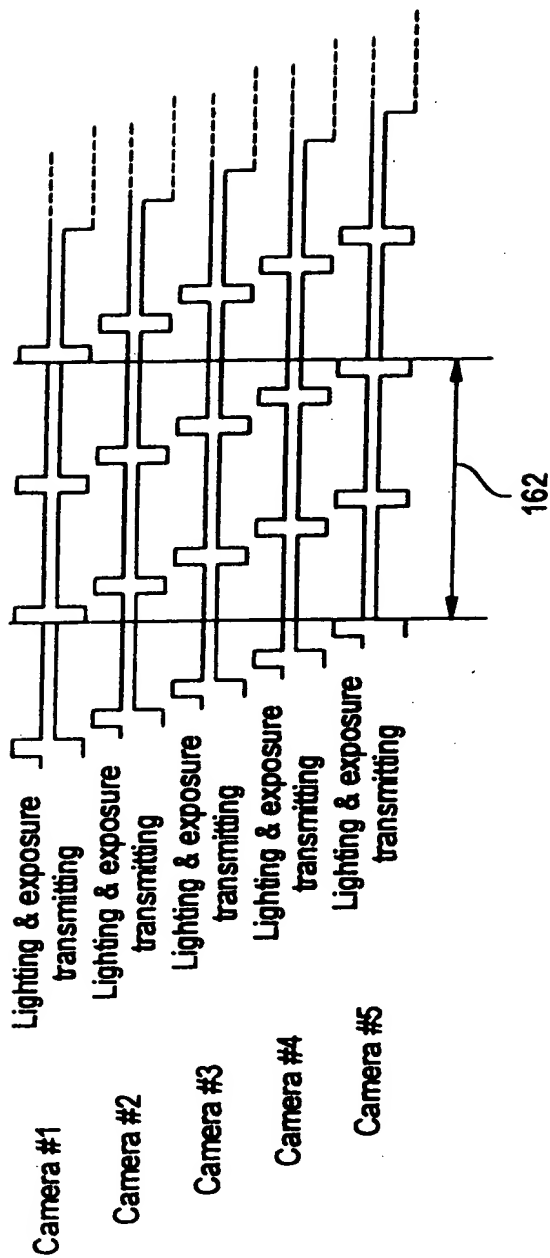 Camera #1
Lighting & exposure
transmitting
Camera #2
Lighting & exposure
transmitting
Camera #3
Lighting & exposure
transmitting
Camera #4
Lighting & exposure
transmitting
Camera #5
Lighting & exposure
transmitting
162